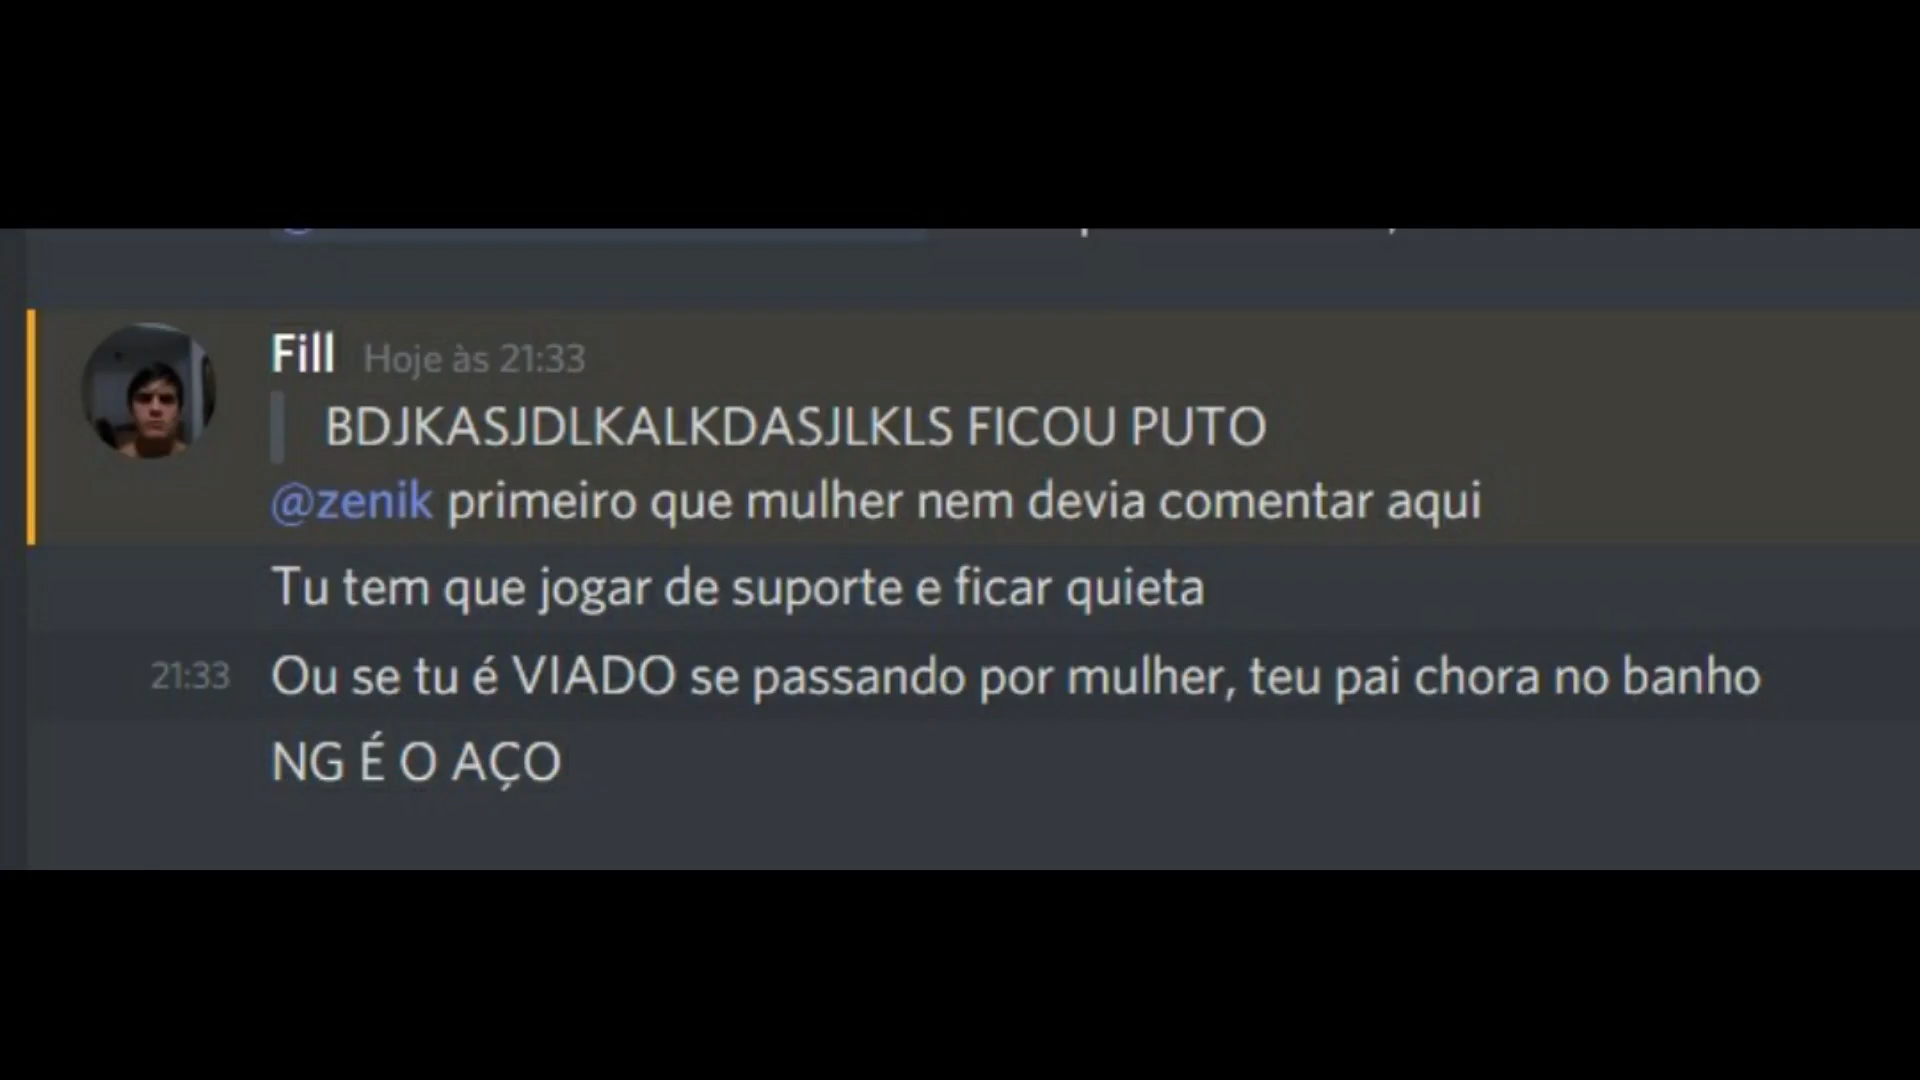 Fill Hoje às 21:33
BDJKASJDLKALKDASJLKLS FICOU PUTO
@zenik primeiro que mulher nem devia comentar aqui
Tu tem que jogar de suporte e ficar quieta
21:33 Ou se tu é VIADO se passando por mulher, teu pai chora no banho
NG É O AÇO